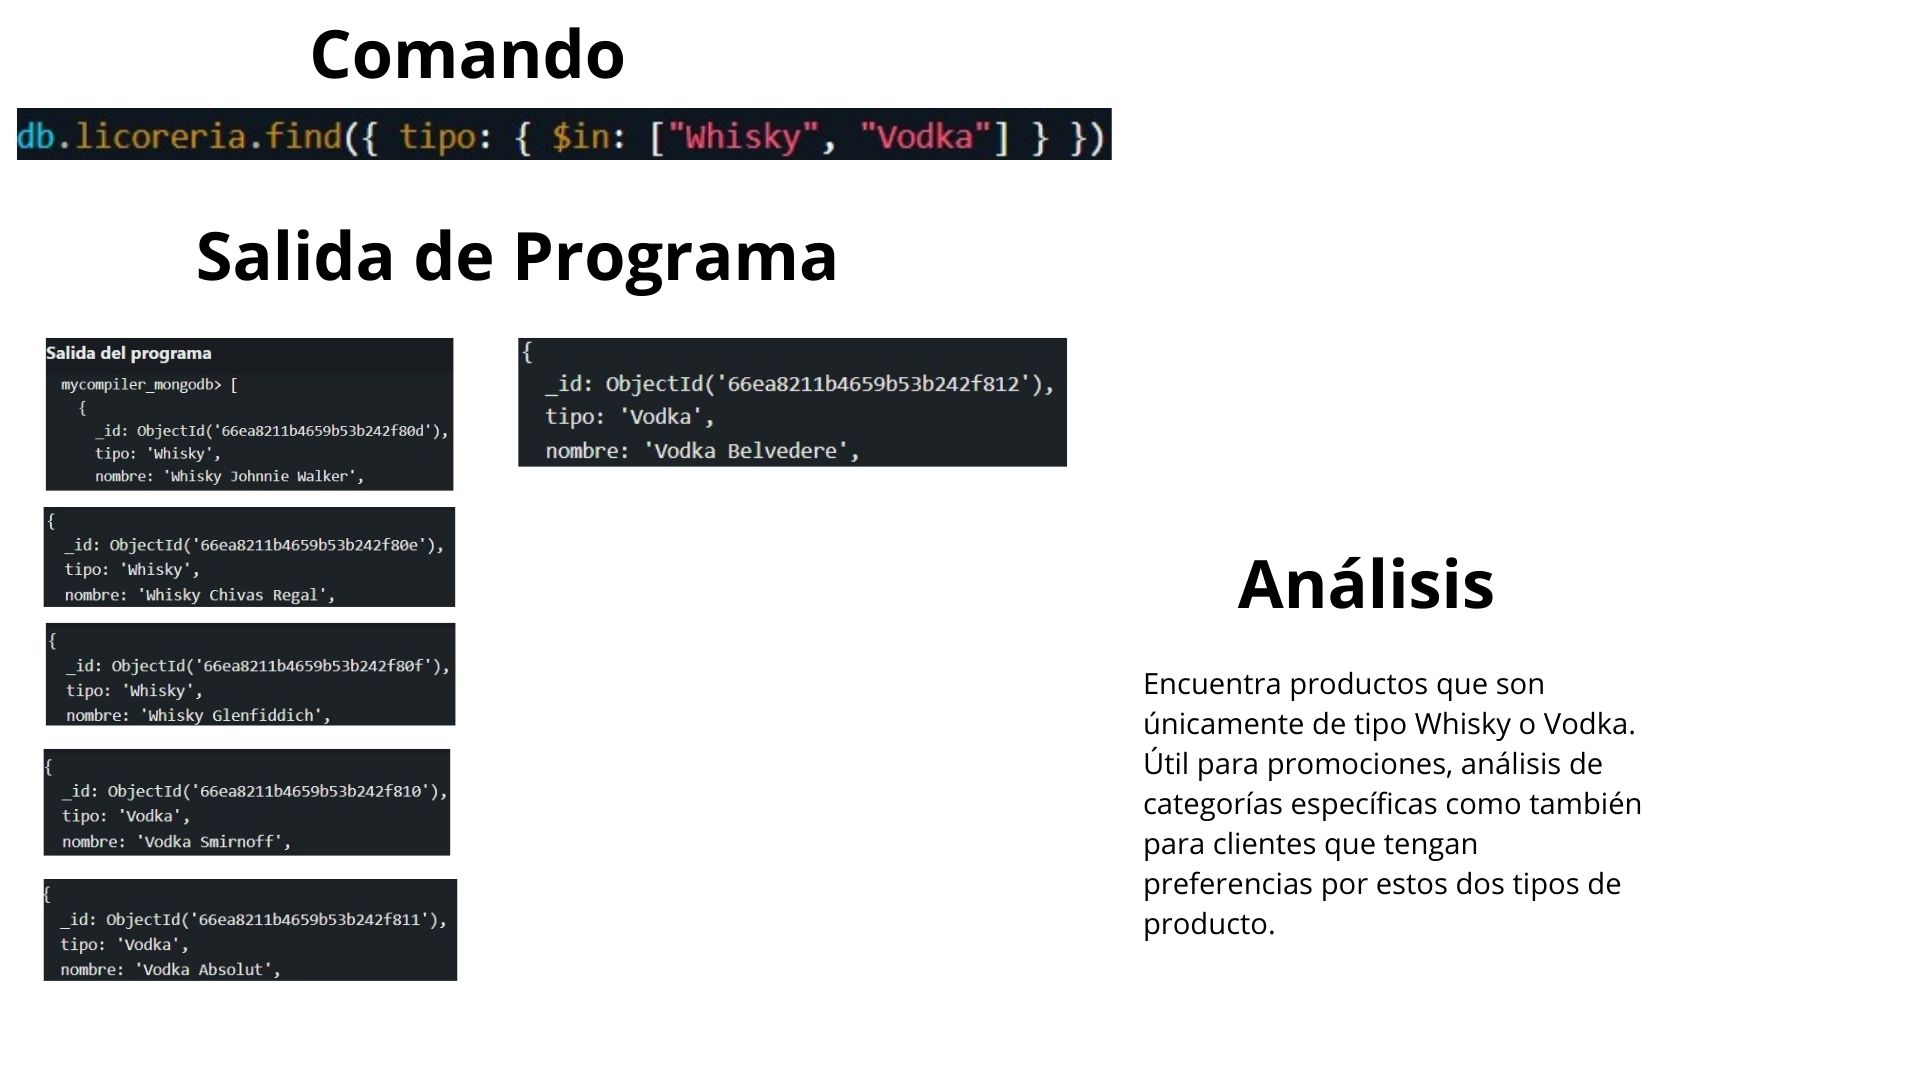 Comando
db.licoreria.find({ tipo: { $in: ["Whisky", "Vodka"] } })
Salida de Programa
Salida del programa
mycompiler_mongodb> [
{
_id: ObjectId('66ea8211b4659b53b242f80d'),
tipo: 'Whisky',
nombre: 'Whisky Johnnie Walker',
{
_id: ObjectId('66ea8211b4659b53b242f80e'),
tipo: 'Whisky',
nombre: 'Whisky Chivas Regal',
{
_id: ObjectId('66ea8211b4659b53b242f80f'),
tipo: 'Whisky',
nombre: 'Whisky Glenfiddich',
{
_id: ObjectId('66ea8211b4659b53b242f810'),
tipo: 'Vodka',
nombre: 'Vodka Smirnoff',
{
_id: ObjectId('66ea8211b4659b53b242f811'),
tipo: 'Vodka',
nombre: 'Vodka Absolut',
{
_id: ObjectId('66ea8211b4659b53b242f812'),
tipo: 'Vodka',
nombre: 'Vodka Belvedere',
Análisis
Encuentra productos que son
únicamente de tipo Whisky o Vodka.
Útil para promociones, análisis de
categorías específicas como también
para clientes que tengan
preferencias por estos dos tipos de
producto.